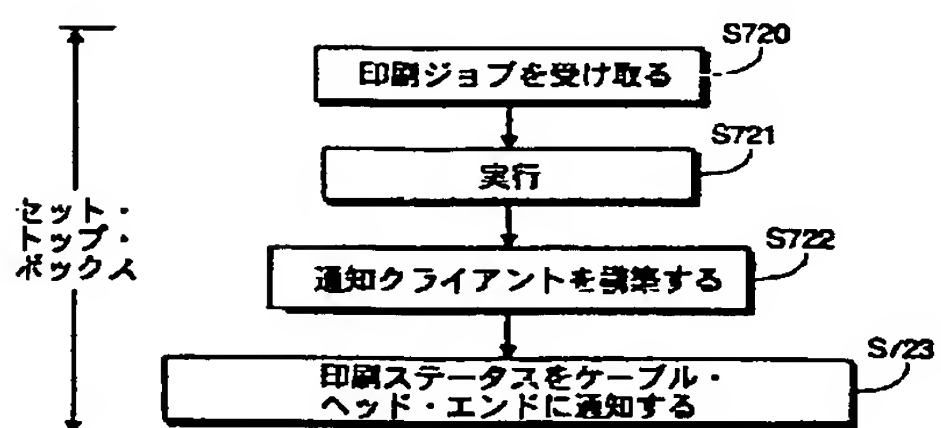 S720
印刷ジョブを受け取る
S721
実行
セット・
トップ・
ボックス
S722
通知クライアントを構築する
S723
印刷ステータスをケーブル・
ヘッド・エンドに通知する